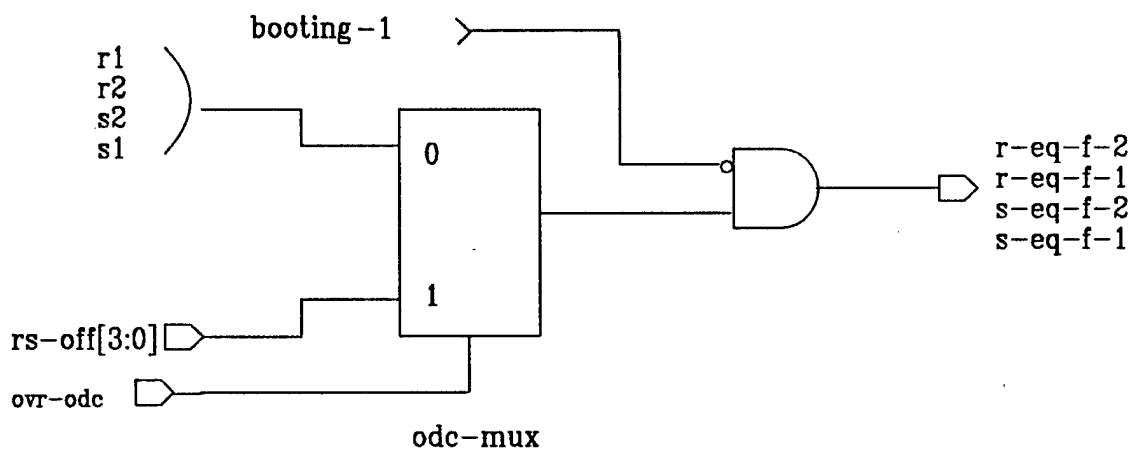 booting-1
r1
r2
s2
s1
0
r-eq-f-2
r-eq-f-1
s-eq-f-2
s-eq-f-1
1
rs-off[3:0]
ovr-odc
odc-mux